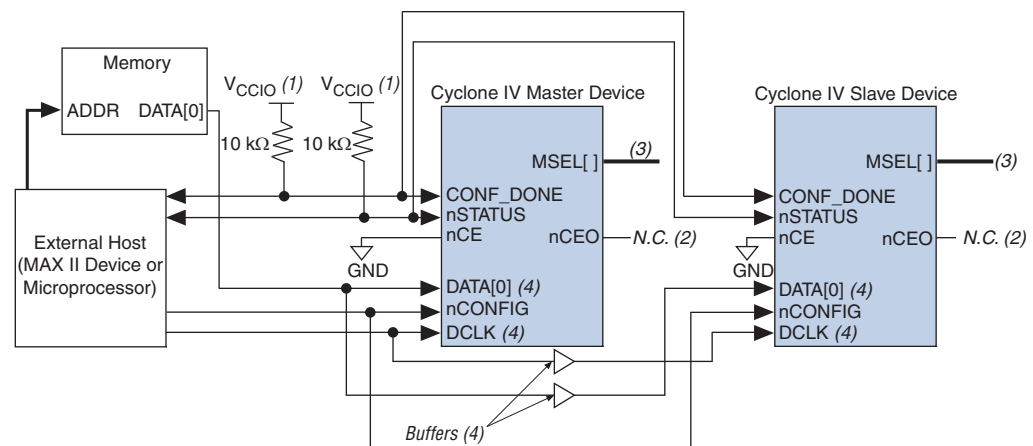 Memory
ADDR DATA[0]
VCCIO (1)
VCCIO (1)
10 kΩ
10 kΩ
External Host
(MAX II Device or
Microprocessor)
Cyclone IV Master Device
MSEL[ ]
(3)
CONF_DONE
nSTATUS
nCE
nCEO
N.C. (2)
GND
DATA[0] (4)
nCONFIG
DCLK (4)
Cyclone IV Slave Device
MSEL[ ]
(3)
CONF_DONE
nSTATUS
nCE
nCEO
N.C. (2)
GND
DATA[0] (4)
nCONFIG
DCLK (4)
Buffers (4)